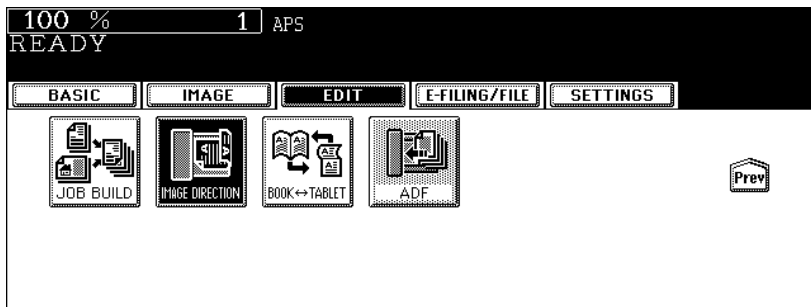 100 % 1 APS
READY
BASIC IMAGE EDIT E-FILING/FILE SETTINGS
JOB BUILD IMAGE DIRECTION BOOK↔TABLET ADF Prev